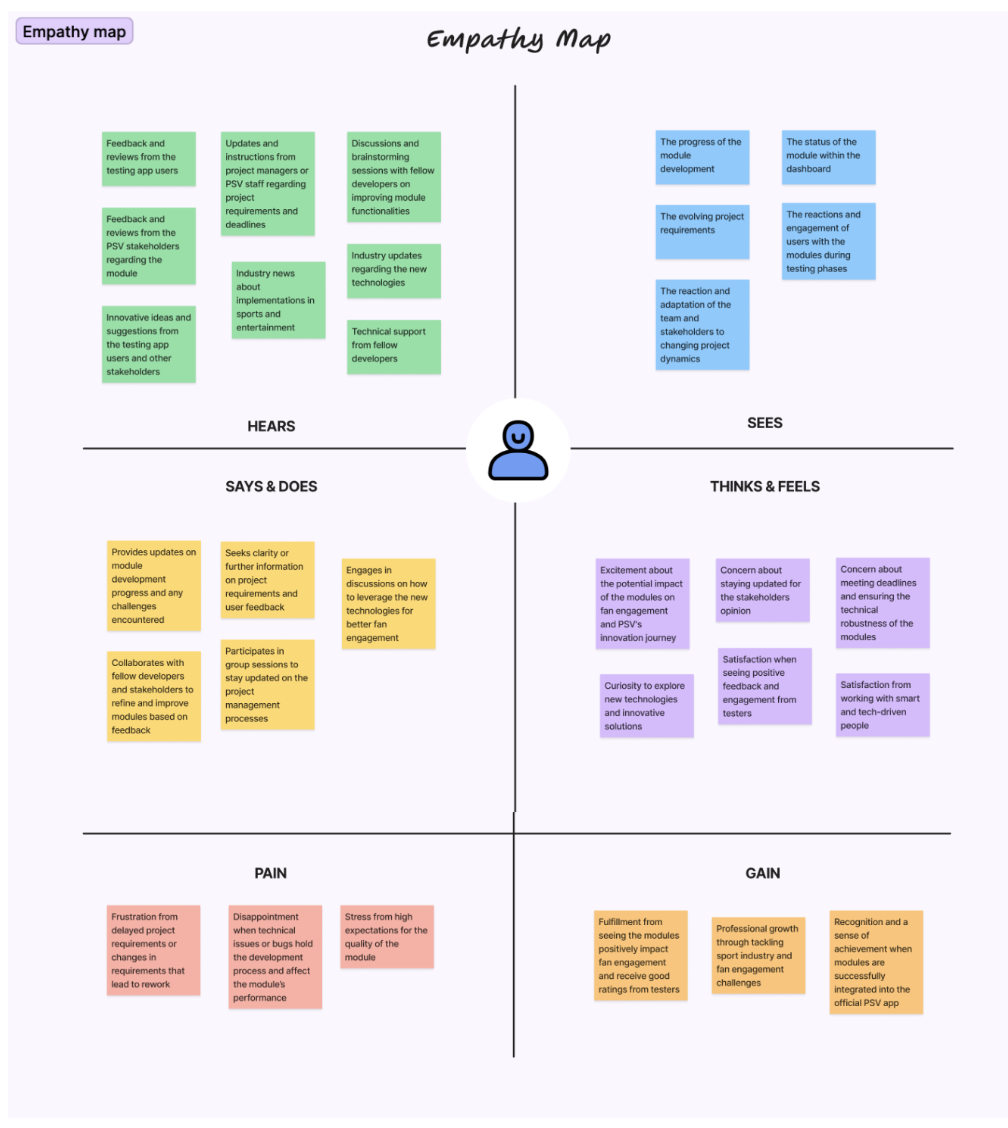 Empathy map
Empathy Map
Feedback and
reviews from the
testing app users
Updates and
instructions from
project managers or
PSV staff regarding
project
requirements and
deadlines
Discussions and
brainstorming
sessions with fellow
developers on
improving module
functionalities
Feedback and
reviews from the
PSV stakeholders
regarding the
module
Industry news
about
implementations in
sports and
entertainment
Industry updates
regarding the new
technologies
Innovative ideas and
suggestions from
the testing app
users and other
stakeholders
Technical support
from fellow
developers
HEARS
The progress of the
module
development
The status of the
module within the
dashboard
The evolving project
requirements
The reactions and
engagement of
users with the
modules during
testing phases
The reaction and
adaptation of the
team and
stakeholders to
changing project
dynamics
SEES
SAYS & DOES
Provides updates on
module
development
progress and any
challenges
encountered
Seeks clarity or
further information
on project
requirements and
user feedback
Engages in
discussions on how
to leverage the new
technologies for
better fan
engagement
Collaborates with
fellow developers
and stakeholders to
refine and improve
modules based on
feedback
Participates in
group sessions to
stay updated on the
project
management
processes
THINKS & FEELS
Excitement about
the potential impact
of the modules on
fan engagement
and PSV's
innovation journey
Concern about
staying updated for
the stakeholders
opinion
Concern about
meeting deadlines
and ensuring the
technical
robustness of the
modules
Curiosity to explore
new technologies
and innovative
solutions
Satisfaction when
seeing positive
feedback and
engagement from
testers
Satisfaction from
working with smart
and tech-driven
people
PAIN
Frustration from
delayed project
requirements or
changes in
requirements that
lead to rework
Disappointment
when technical
issues or bugs hold
the development
process and affect
the module's
performance
Stress from high
expectations for the
quality of the
module
GAIN
Fulfillment from
seeing the modules
positively impact
fan engagement
and receive good
ratings from testers
Professional growth
through tackling
sport industry and
fan engagement
challenges
Recognition and a
sense of
achievement when
modules are
successfully
integrated into the
official PSV app